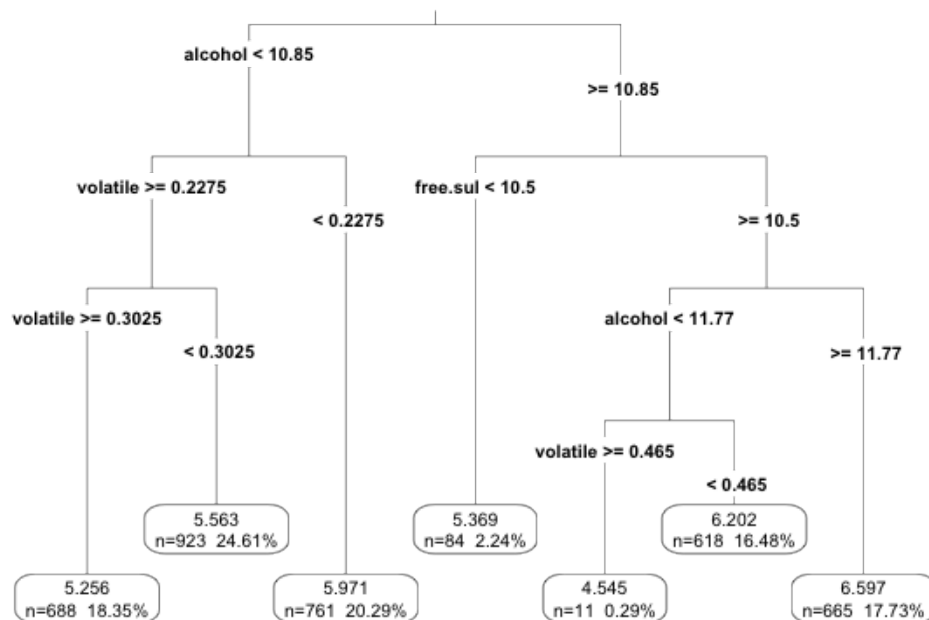 alcohol < 10.85
>= 10.85
volatile >= 0.2275
free.sul < 10.5
< 0.2275
>= 10.5
volatile >= 0.3025
alcohol < 11.77
< 0.3025
>= 11.77
volatile >= 0.465
< 0.465
5.563
n=923 24.61%
5.369
n=84 2.24%
6.202
n=618 16.48%
5.256
n=688 18.35%
5.971
n=761 20.29%
4.545
n=11 0.29%
6.597
n=665 17.73%